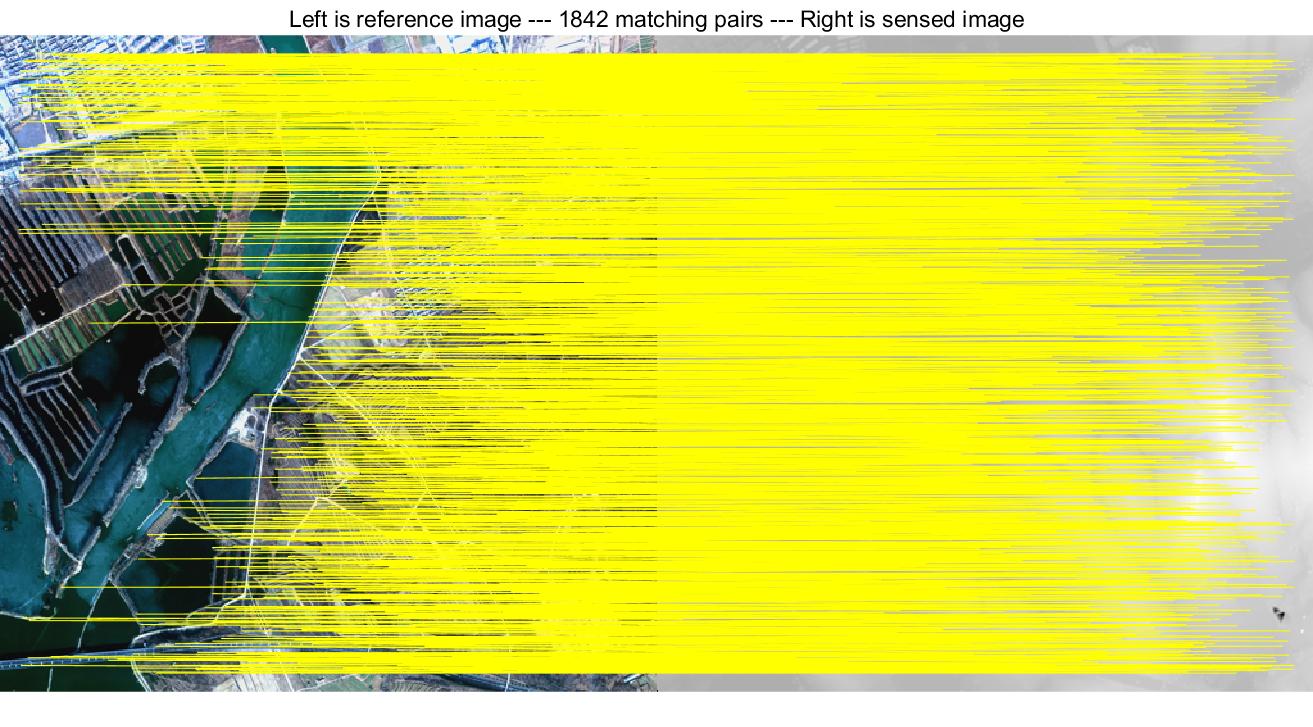 Left is reference image --- 1842 matching pairs --- Right is sensed image